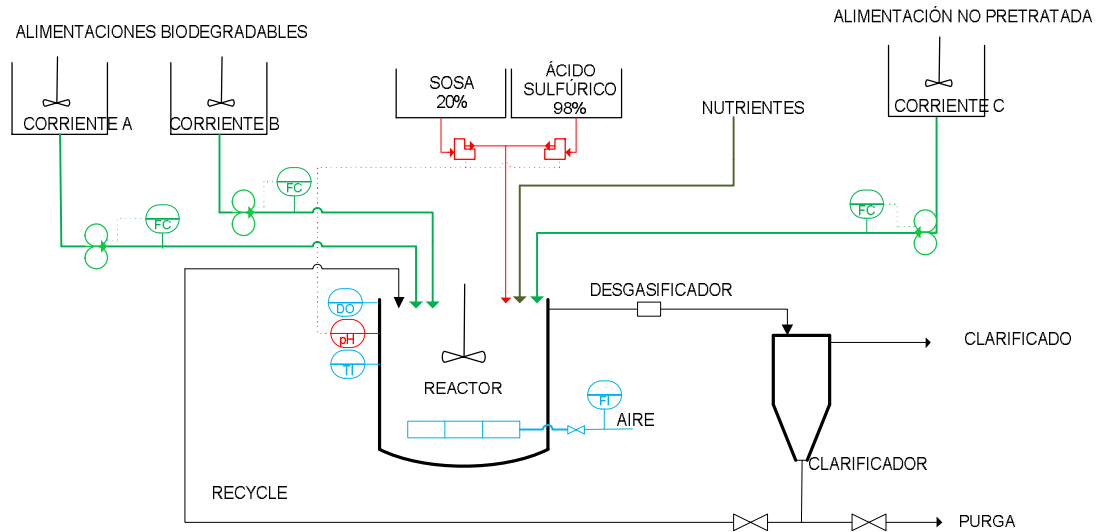 ALIMENTACIÓN NO PRETRATADA
ALIMENTACIONES BIODEGRADABLES
SOSA
20%
ÁCIDO
SULFÚRICO
98%
NUTRIENTES
CORRIENTE A
CORRIENTE B
CORRIENTE C
FC
FC
FC
DESGASIFICADOR
DO
pH
TI
CLARIFICADO
REACTOR
FI
AIRE
CLARIFICADOR
RECYCLE
PURGA